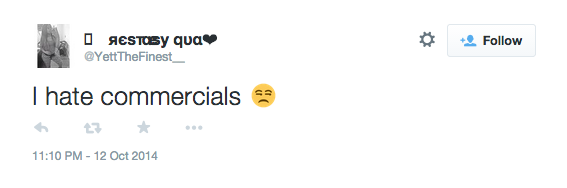 @YettTheFinest__
Follow
I hate commercials 😒
11:10 PM - 12 Oct 2014